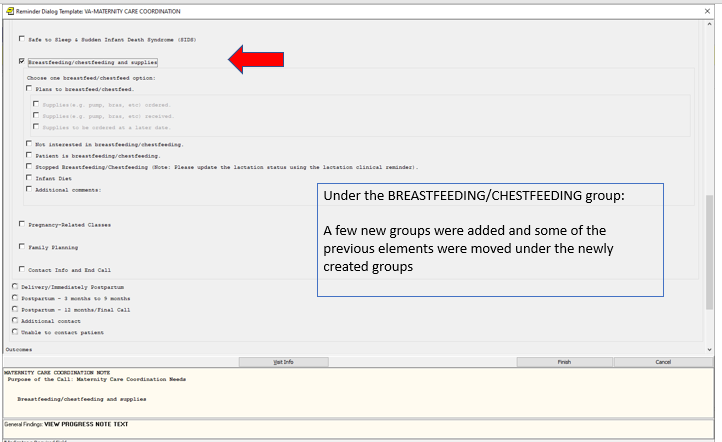 Reminder Dialog Template: VA-MATERNITY CARE COORDINATION
Safe to Sleep & Sudden Infant Death Syndrome (SIDS)
Breastfeeding/chestfeeding and supplies
Choose one breastfeed/chestfeed option:
Plans to breastfeed/chestfeed.
Supplies(e.g. pump, bras, etc) ordered.
Supplies(e.g. pump, bras, etc) received.
Supplies to be ordered at a later date.
Not interested in breastfeeding/chestfeeding.
Patient is breastfeeding/chestfeeding.
Stopped Breastfeeding/Chestfeeding (Note: Please update the lactation status using the lactation clinical reminder).
Infant Diet
Additional comments:
Under the BREASTFEEDING/CHESTFEEDING group:
A few new groups were added and some of the
previous elements were moved under the newly
created groups
Pregnancy-Related Classes
Family Planning
Contact Info and End Call
Delivery/Immediately Postpartum
Postpartum - 3 months to 9 months
Postpartum - 12 months/Final Call
Additional contact
Unable to contact patient
Outcomes
Visit Info Finish Cancel
MATERNITY CARE COORDINATION NOTE
Purpose of the Call: Maternity Care Coordination Needs
Breastfeeding/chestfeeding and supplies
General Findings: VIEW PROGRESS NOTE TEXT